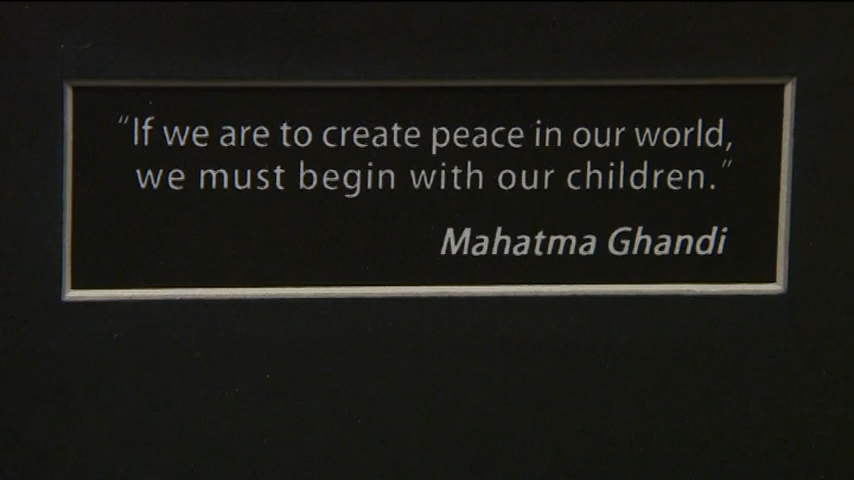 "If we are to create peace in our world,
we must begin with our children."
Mahatma Ghandi